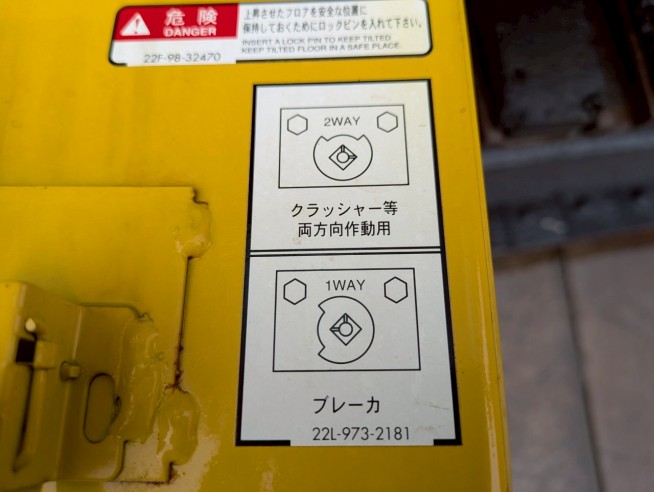 危険
DANGER
上昇させたフロアを安全な位置に
保持しておくためにロックピンを入れて下さい。
INSERT A LOCK PIN TO KEEP TILTED
KEEP TILTED FLOOR IN A SAFE PLACE.
22F-98-32470
2WAY
クラッシャー等
両方向作動用
1WAY
ブレーカ
22L-973-2181